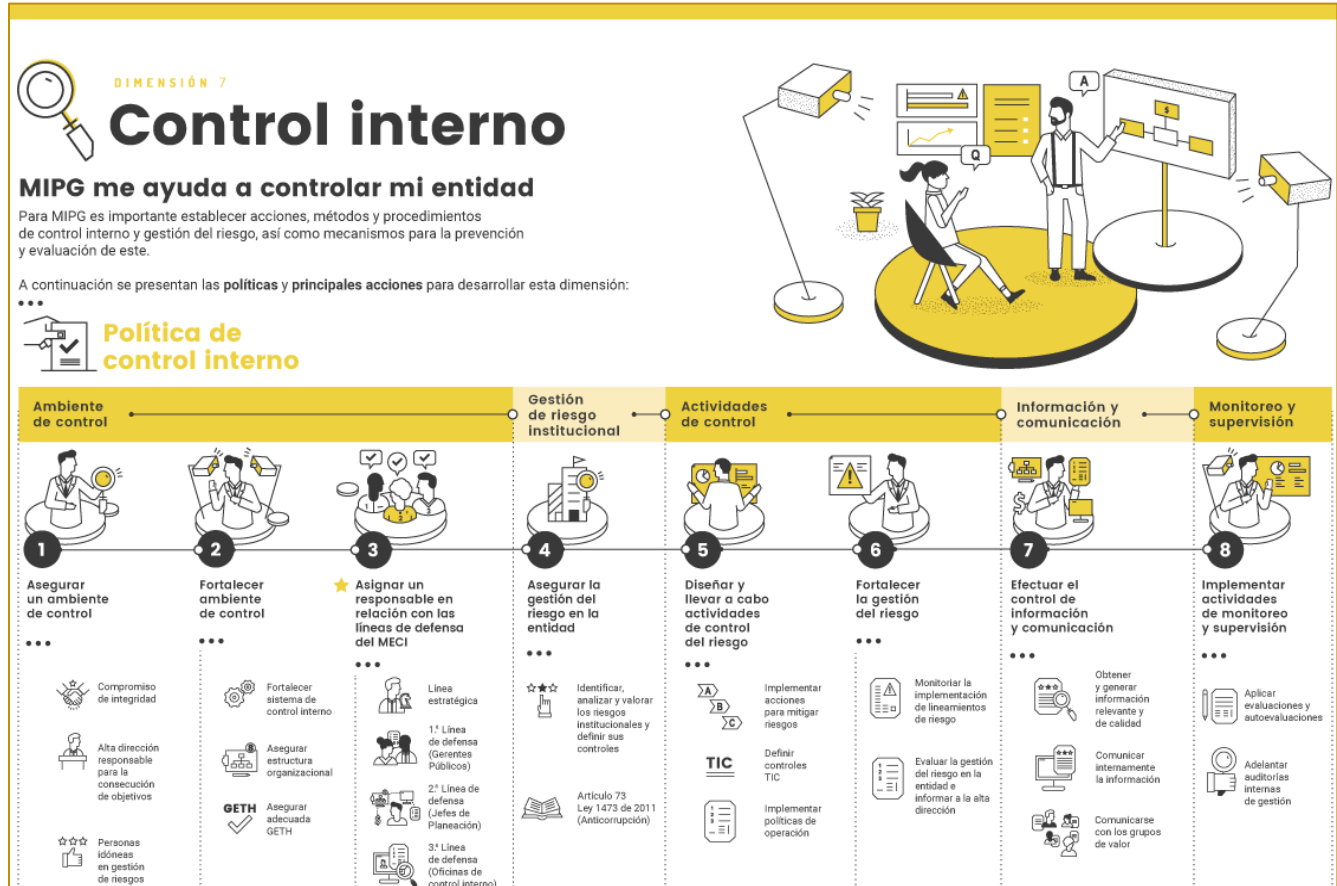 DIMENSIÓN 7
Control interno
MIPG me ayuda a controlar mi entidad
Para MIPG es importante establecer acciones, métodos y procedimientos
de control interno y gestión del riesgo, así como mecanismos para la prevención
y evaluación de este.
A continuación se presentan las políticas y principales acciones para desarrollar esta dimensión:
Q
A
$
Política de
control interno
Ambiente
de control
Gestión
de riesgo
institucional
Actividades
de control
Información y
comunicación
Monitoreo y
supervisión
1
Asegurar
un ambiente
de control
Compromiso
de integridad
Alta dirección
responsable
para la
consecución
de objetivos
Personas
idóneas
en gestión
de riesgos
2
Fortalecer
ambiente
de control
Fortalecer
sistema de
control interno
Asegurar
estructura
organizacional
GETH
Asegurar
adecuada
GETH
3
Asignar un
responsable en
relación con las
líneas de defensa
del MECI
Línea
estratégica
1.ª Línea
de defensa
(Gerentes
Públicos)
2.ª Línea de
defensa
(Jefes de
Planeación)
3.ª Línea
de defensa
(Oficinas de
control interno)
4
Asegurar la
gestión del
riesgo en la
entidad
Identificar,
analizar y valorar
los riesgos
institucionales y
definir sus
controles
Artículo 73
Ley 1473 de 2011
(Anticorrupción)
5
Diseñar y
llevar a cabo
actividades
de control
del riesgo
A
B
C
Implementar
acciones
para mitigar
riesgos
TIC
Definir
controles
TIC
Implementar
políticas de
operación
6
Fortalecer
la gestión
del riesgo
Monitoriar la
implementación
de lineamientos
de riesgo
Evaluar la gestión
del riesgo en la
entidad e
informar a la alta
dirección
7
$
Efectuar el
control de
información
y comunicación
Obtener
y generar
información
relevante y
de calidad
Comunicar
internamente
la información
Comunicarse
con los grupos
de valor
8
Implementar
actividades
de monitoreo
y supervisión
Aplicar
evaluaciones y
autoevaluaciones
Adelantar
auditorías
internas
de gestión